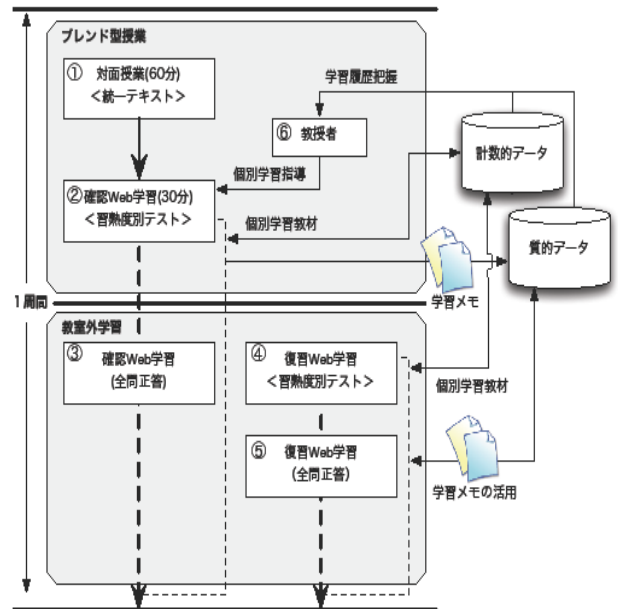 ブレンド型授業
① 対面授業(60分)
＜統一テキスト＞
学習履歴把握
⑥ 教授者
計数的データ
個別学習指導
②確認Web学習(30分)
＜習熟度別テスト＞
個別学習教材
質的データ
学習メモ
1周間
教室外学習
③ 確認Web学習
(全問正答)
④ 復習Web学習
＜習熟度別テスト＞
個別学習教材
⑤ 復習Web学習
(全問正答)
学習メモの活用